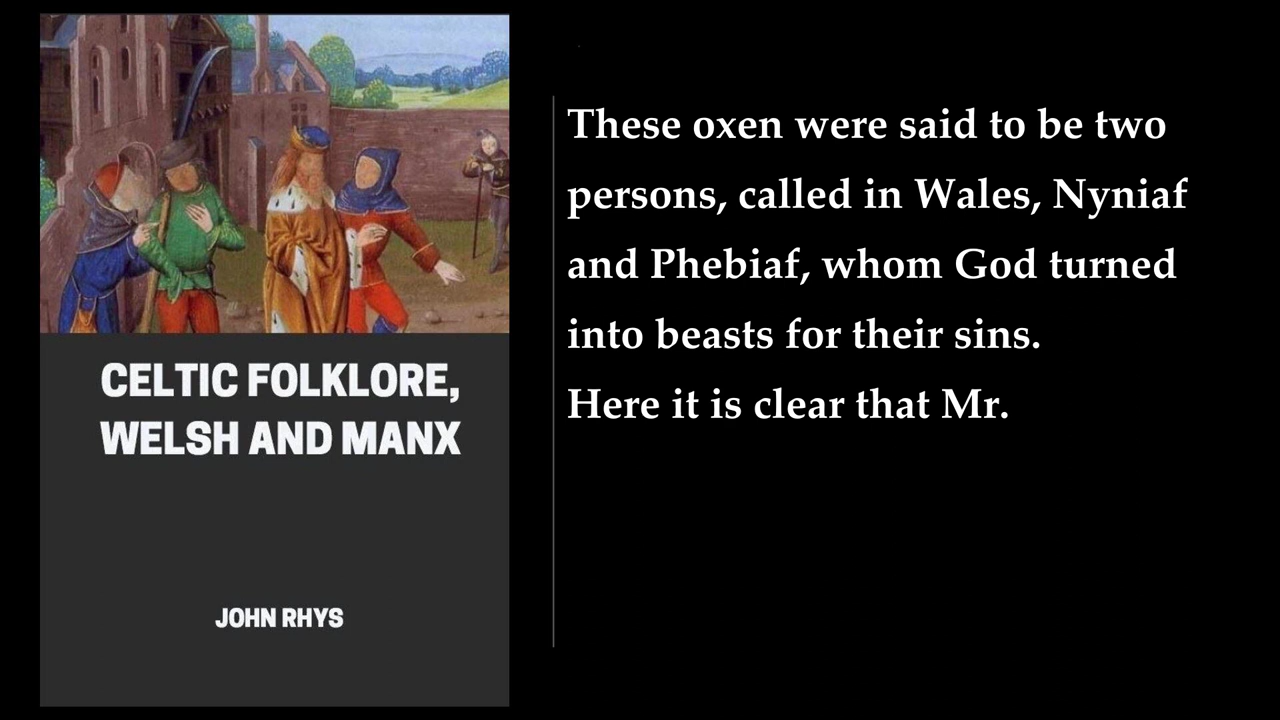 CELTIC FOLKLORE,
WELSH AND MANX
JOHN RHYS
These oxen were said to be two
persons, called in Wales, Nyniaf
and Phebiaf, whom God turned
into beasts for their sins.
Here it is clear that Mr.